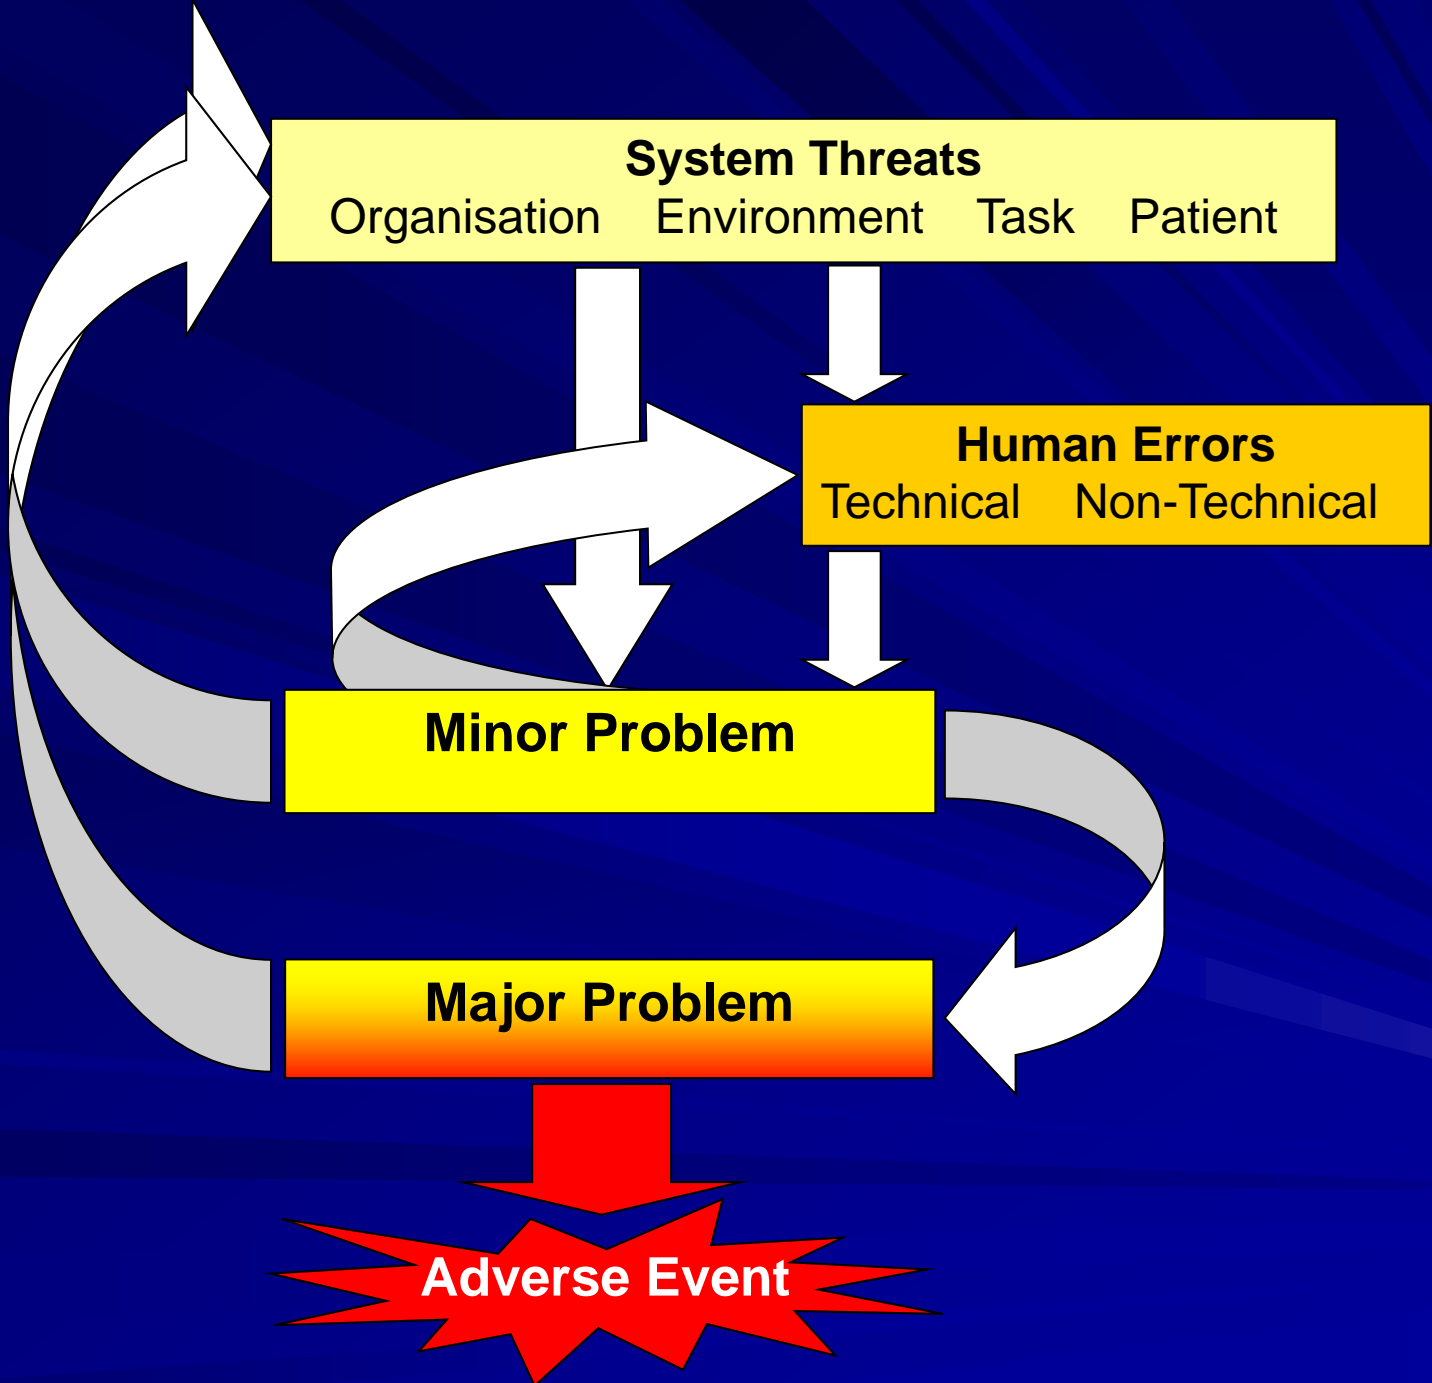 System Threats
Organisation Environment Task Patient
Human Errors
Technical Non-Technical
Minor Problem
Major Problem
Adverse Event